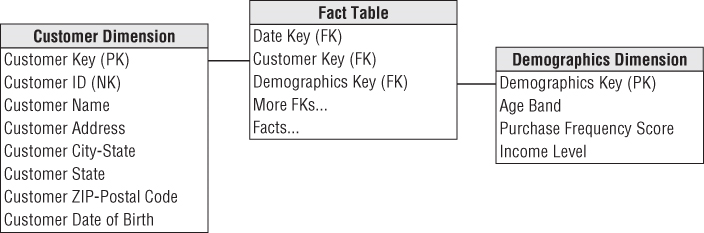 Customer Dimension
Customer Key (PK)
Customer ID (NK)
Customer Name
Customer Address
Customer City-State
Customer State
Customer ZIP-Postal Code
Customer Date of Birth
Fact Table
Date Key (FK)
Customer Key (FK)
Demographics Key (FK)
More FKs...
Facts...
Demographics Dimension
Demographics Key (PK)
Age Band
Purchase Frequency Score
Income Level